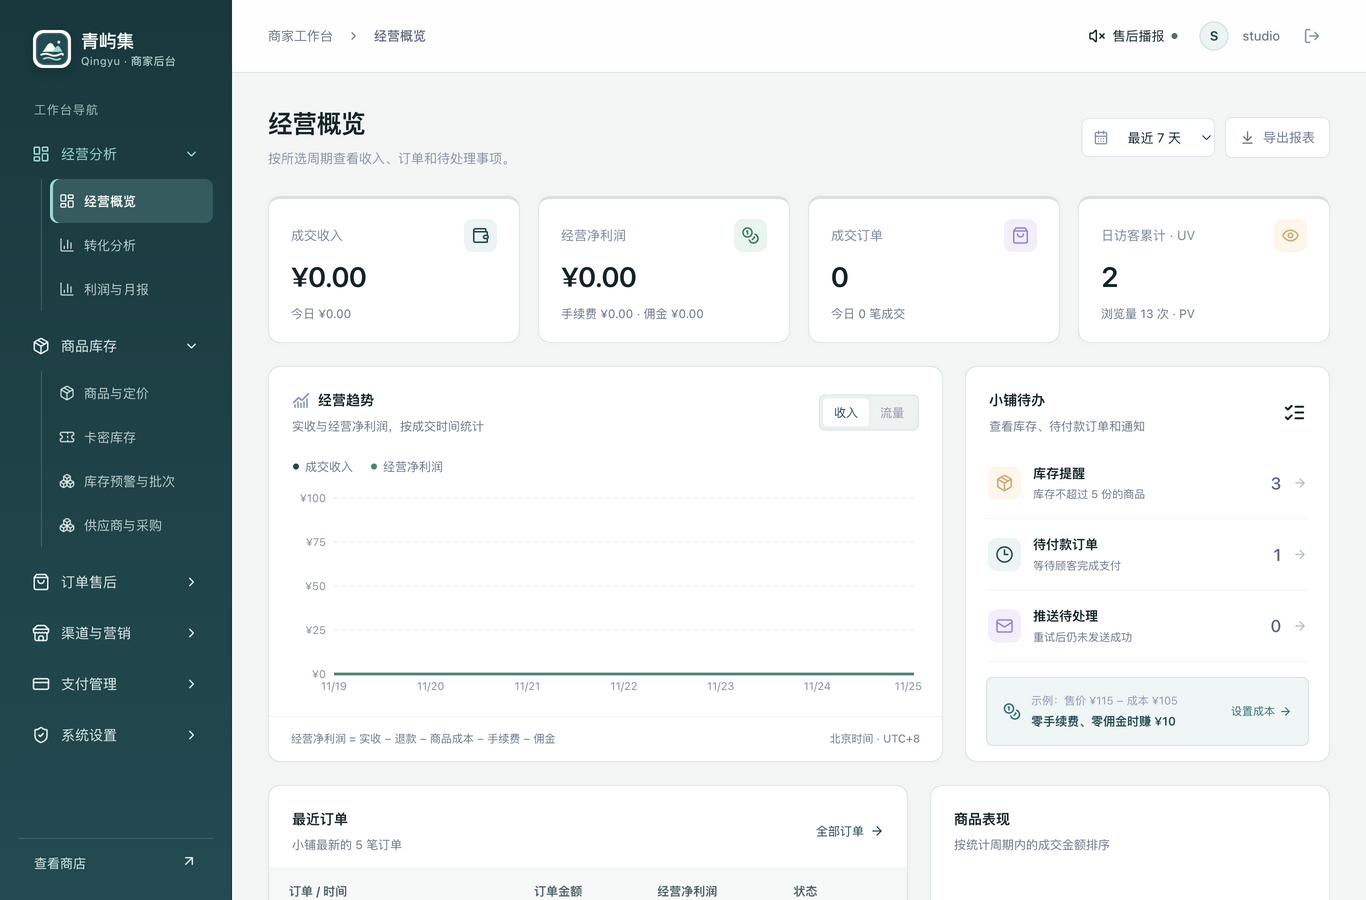 青屿集
Qingyu · 商家后台
工作台导航
经营分析
经营概览
转化分析
利润与月报
商品库存
商品与定价
卡密库存
库存预警与批次
供应商与采购
订单售后
渠道与营销
支付管理
系统设置
查看商店
商家工作台 > 经营概览
售后播报
S
studio
经营概览
按所选周期查看收入、订单和待处理事项。
最近 7 天
导出报表
成交收入
¥0.00
今日 ¥0.00
经营净利润
¥0.00
手续费 ¥0.00 · 佣金 ¥0.00
成交订单
0
今日 0 笔成交
日访客累计 · UV
2
浏览量 13 次 · PV
经营趋势
实收与经营净利润，按成交时间统计
收入
流量
成交收入
经营净利润
¥100
¥75
¥50
¥25
¥0
11/19
11/20
11/21
11/22
11/23
11/24
11/25
经营净利润 = 实收 − 退款 − 商品成本 − 手续费 − 佣金
北京时间 · UTC+8
小铺待办
查看库存、待付款订单和通知
库存提醒
库存不超过 5 份的商品
3
待付款订单
等待顾客完成支付
1
推送待处理
重试后仍未发送成功
0
示例：售价 ¥115 − 成本 ¥105
零手续费、零佣金时赚 ¥10
设置成本
最近订单
小铺最新的 5 笔订单
全部订单
订单 / 时间
订单金额
经营净利润
状态
商品表现
按统计周期内的成交金额排序